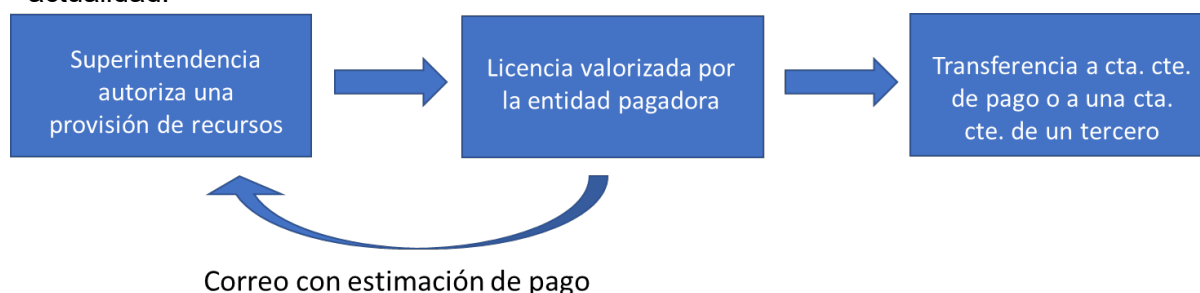 actualidad.
Superintendencia
autoriza una
provisión de recursos
Licencia valorizada por
la entidad pagadora
Transferencia a cta. cte.
de pago o a una cta.
cte. de un tercero
Correo con estimación de pago